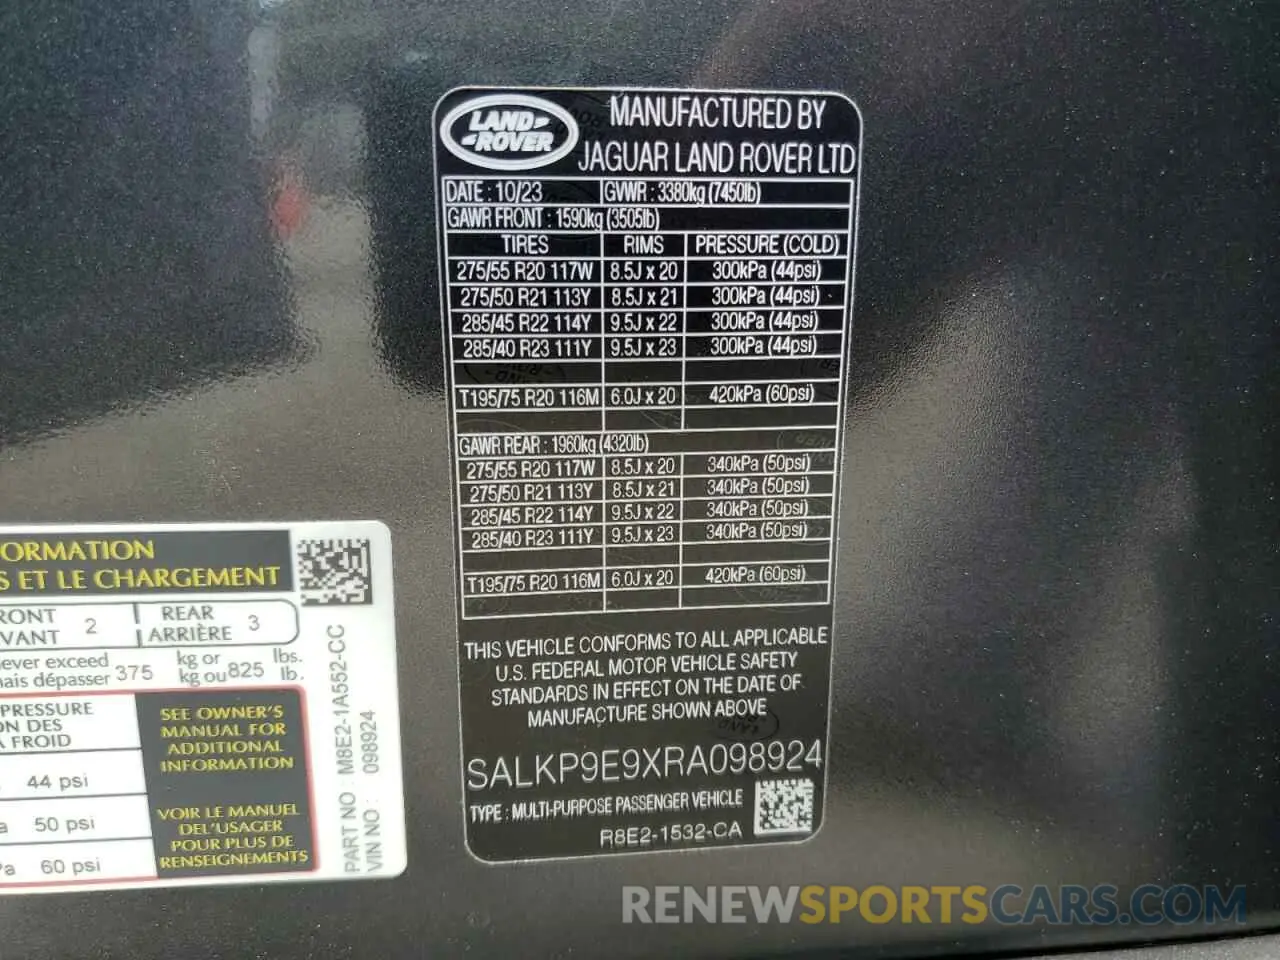 LAND-
-ROVER
MANUFACTURED BY
JAGUAR LAND ROVER LTD
DATE : 10/23 GVWR : 3380kg (7450lb)
GAWR FRONT : 1590kg (3505lb)
TIRES RIMS PRESSURE (COLD)
275/55 R20 117W 8.5J x 20 300kPa (44psi)
275/50 R21 113Y 8.5J x 21 300kPa (44psi)
285/45 R22 114Y 9.5J x 22 300kPa (44psi)
285/40 R23 111Y 9.5J x 23 300kPa (44psi)
T195/75 R20 116M 6.0J x 20 420kPa (60psi)
GAWR REAR : 1960kg (4320lb)
275/55 R20 117W 8.5J x 20 340kPa (50psi)
275/50 R21 113Y 8.5J x 21 340kPa (50psi)
285/45 R22 114Y 9.5J x 22 340kPa (50psi)
285/40 R23 111Y 9.5J x 23 340kPa (50psi)
T195/75 R20 116M 6.0J x 20 420kPa (60psi)
THIS VEHICLE CONFORMS TO ALL APPLICABLE
U.S. FEDERAL MOTOR VEHICLE SAFETY
STANDARDS IN EFFECT ON THE DATE OF
MANUFACTURE SHOWN ABOVE
SALKP9E9XRA098924
TYPE : MULTI-PURPOSE PASSENGER VEHICLE
R8E2-1532-CA
ORMATION
S ET LE CHARGEMENT
RONT 2 REAR 3
VANT ARRIÈRE
never exceed 375 kg or 825 lbs.
mais dépasser kg ou lb.
PRESSURE
ON DES
A FROID
44 psi
a 50 psi
Pa 60 psi
SEE OWNER'S
MANUAL FOR
ADDITIONAL
INFORMATION
VOIR LE MANUEL
DEL'USAGER
POUR PLUS DE
RENSEIGNEMENTS
PART NO : M8E2-1A552-CC
VIN NO : 098924
RENEWSPORTSCARS.COM